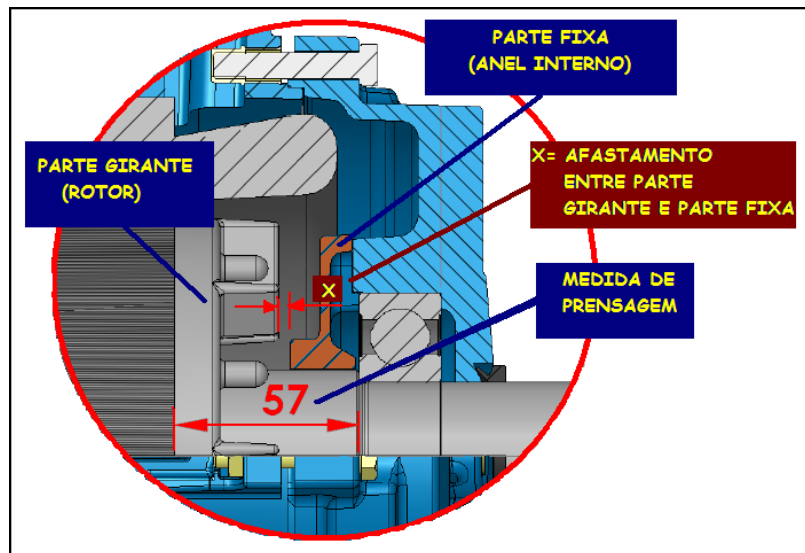 PARTE FIXA
(ANEL INTERNO)
PARTE GIRANTE
(ROTOR)
X= AFASTAMENTO
ENTRE PARTE
GIRANTE E PARTE FIXA
X
MEDIDA DE
PRENSAGEM
57